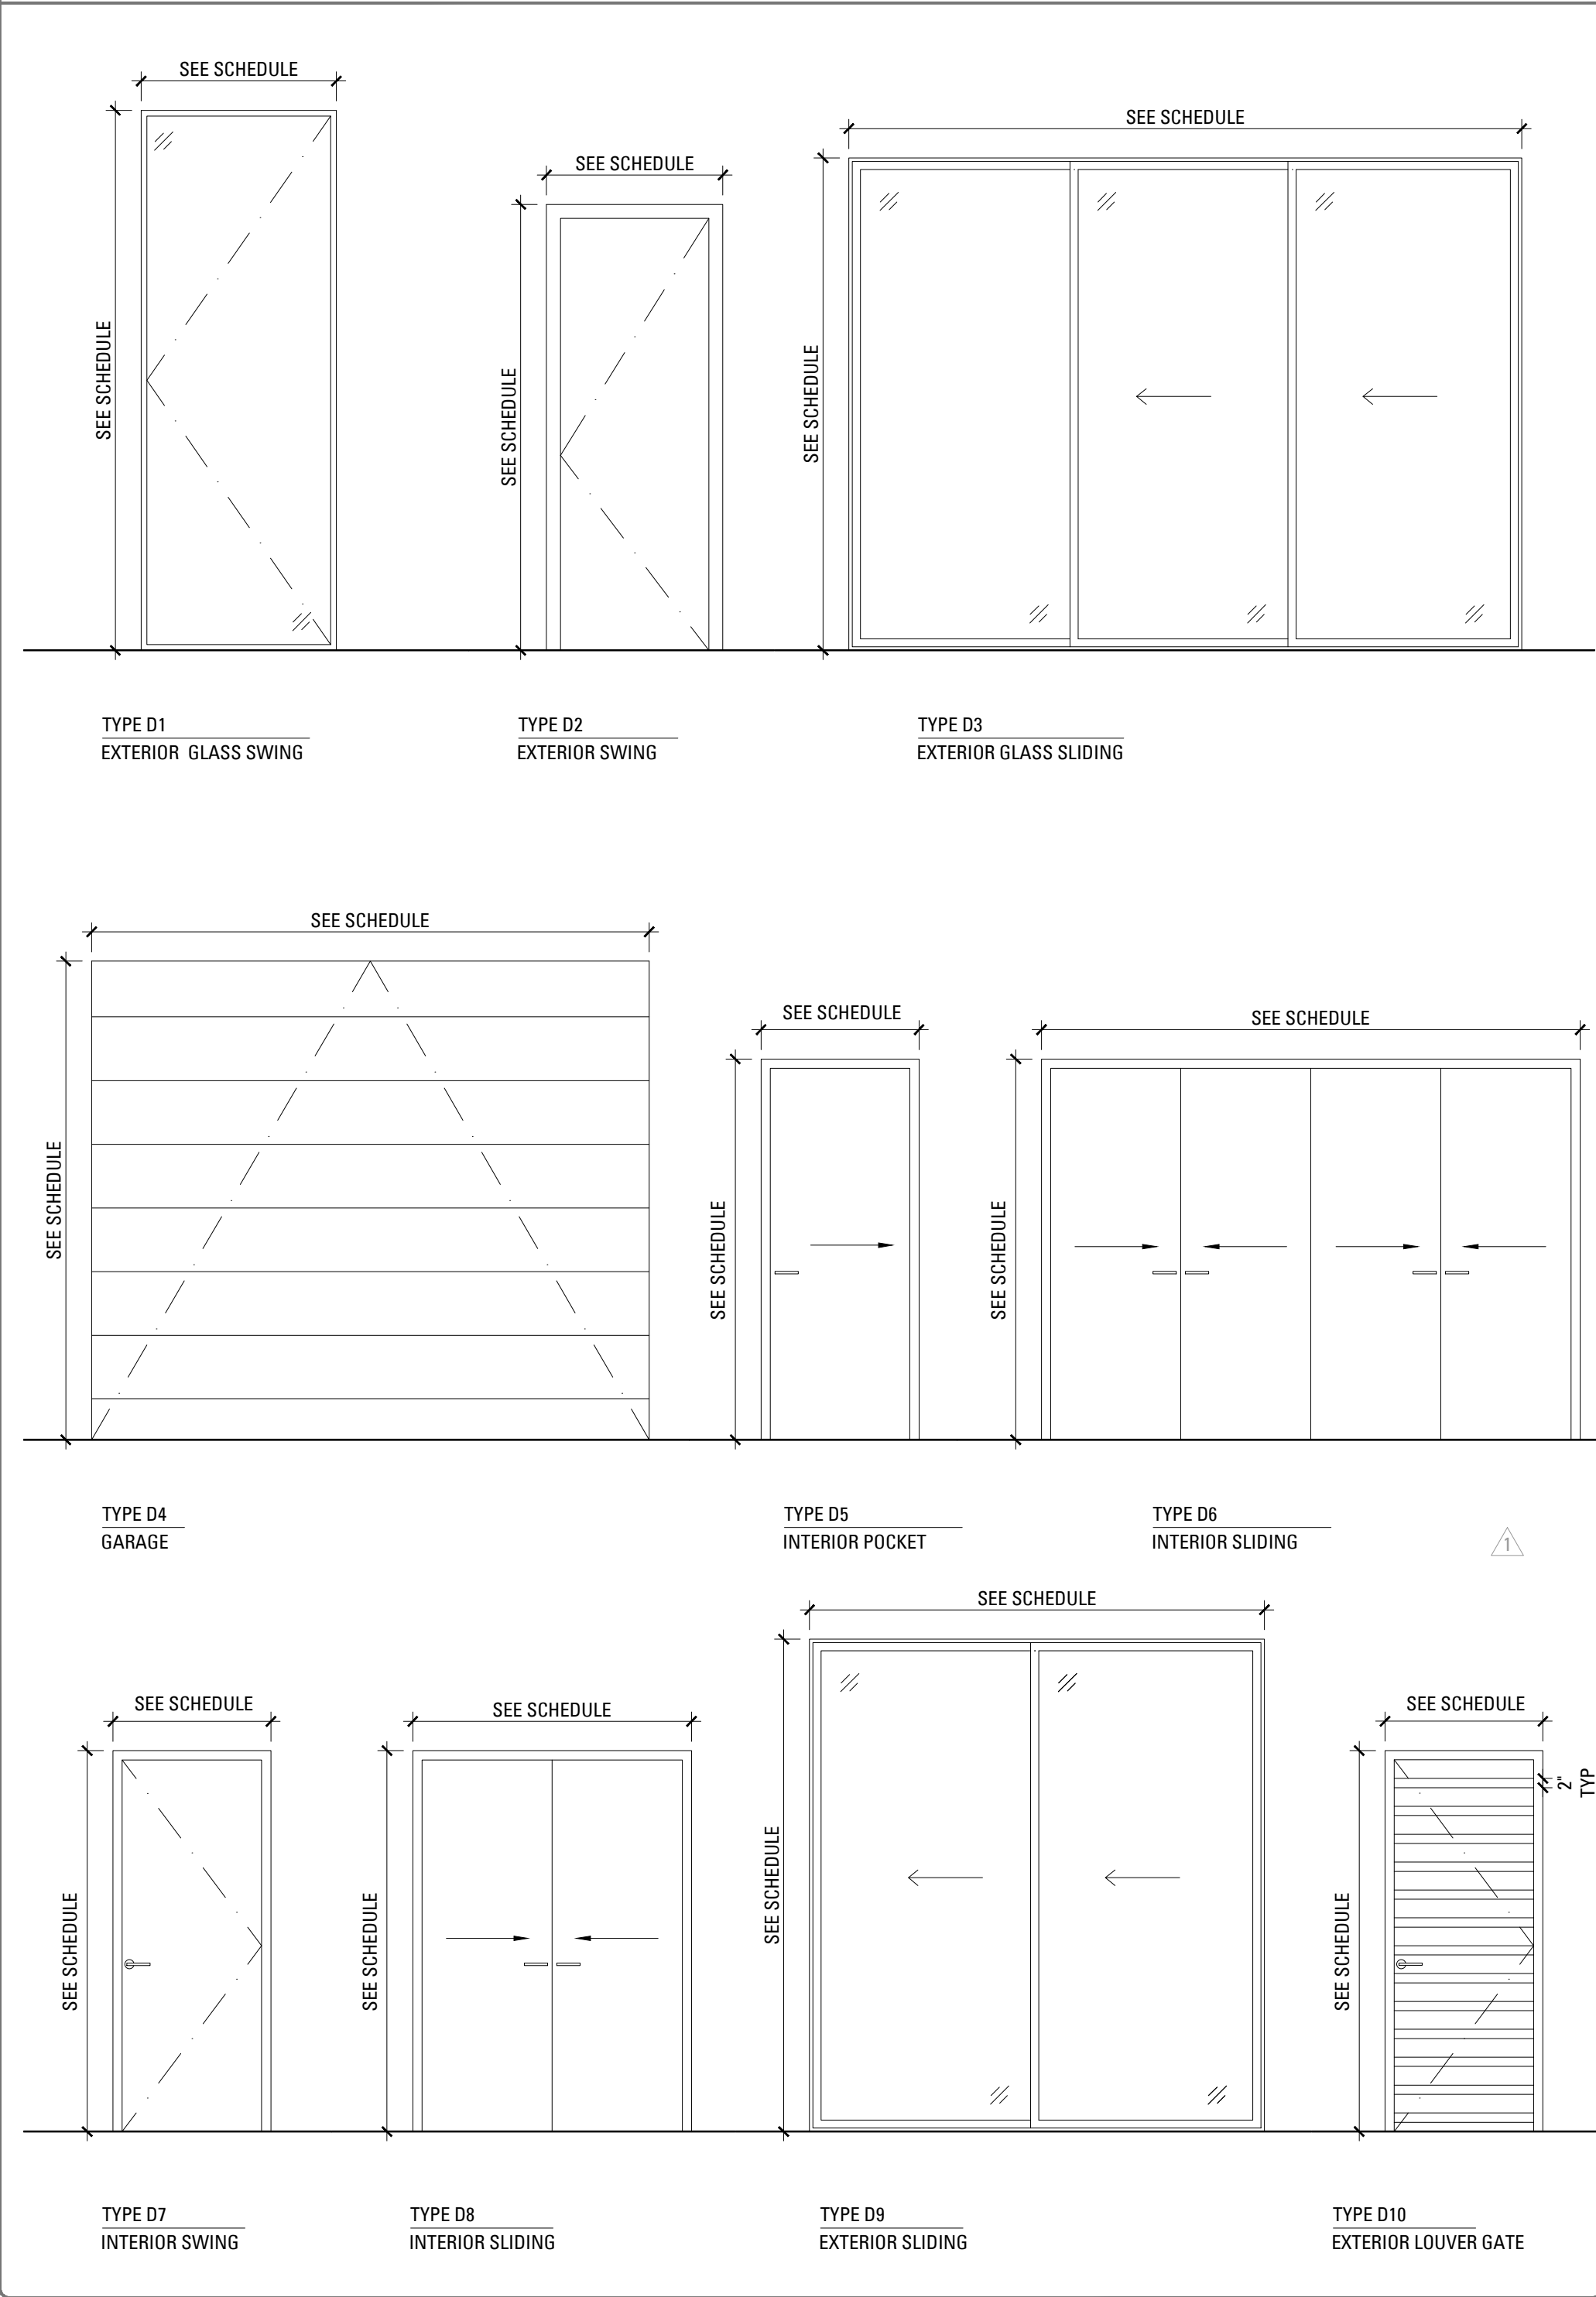 SEE SCHEDULE
SEE SCHEDULE
SEE SCHEDULE
SEE SCHEDULE
SEE SCHEDULE
SEE SCHEDULE
TYPE D1
EXTERIOR GLASS SWING
TYPE D2
EXTERIOR SWING
TYPE D3
EXTERIOR GLASS SLIDING
SEE SCHEDULE
SEE SCHEDULE
SEE SCHEDULE
SEE SCHEDULE
SEE SCHEDULE
SEE SCHEDULE
TYPE D4
GARAGE
TYPE D5
INTERIOR POCKET
TYPE D6
INTERIOR SLIDING
1
SEE SCHEDULE
SEE SCHEDULE
SEE SCHEDULE
SEE SCHEDULE
SEE SCHEDULE
SEE SCHEDULE
SEE SCHEDULE
SEE SCHEDULE
2"
TYP
TYPE D7
INTERIOR SWING
TYPE D8
INTERIOR SLIDING
TYPE D9
EXTERIOR SLIDING
TYPE D10
EXTERIOR LOUVER GATE